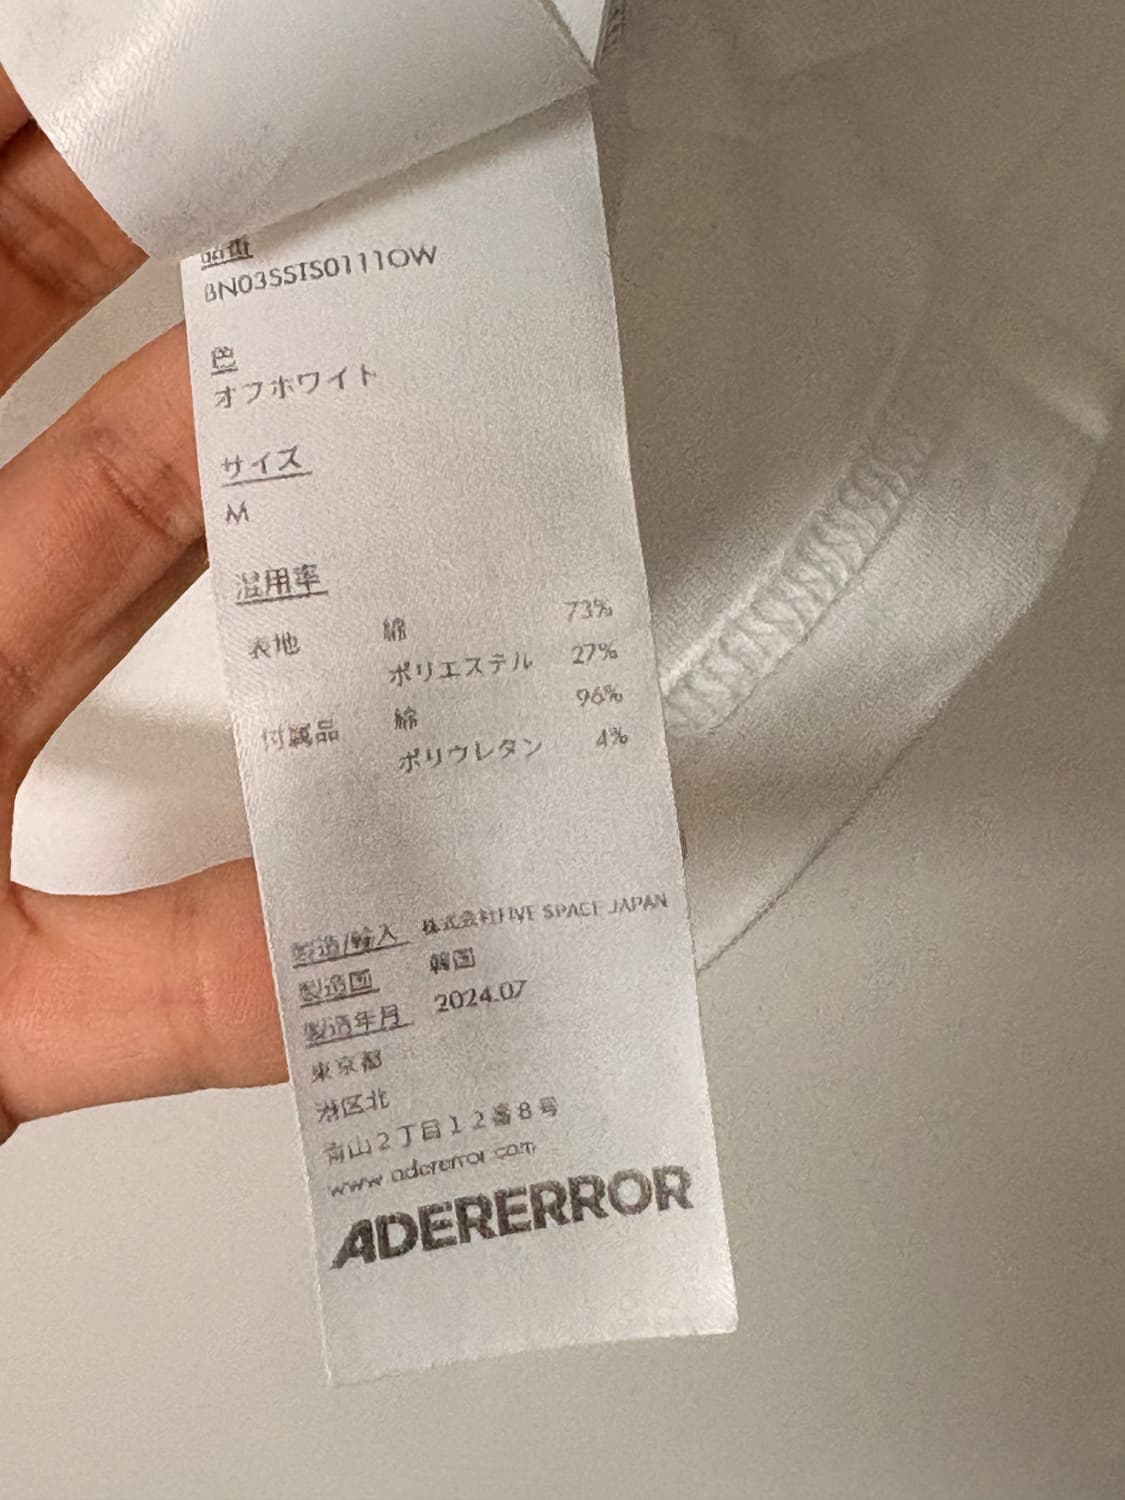 品番
BN03SSTS0111OW
色
オフホワイト
サイズ
M
混用率
表地 綿 73%
ポリエステル 27%
付属品 綿 96%
ポリウレタン 4%
製造/輸入 株式会社FIVE SPACE JAPAN
製造国 韓国
製造年月 2024.07
東京都
港区北
青山2丁目12番8号
www.adererror.com
ADERERROR